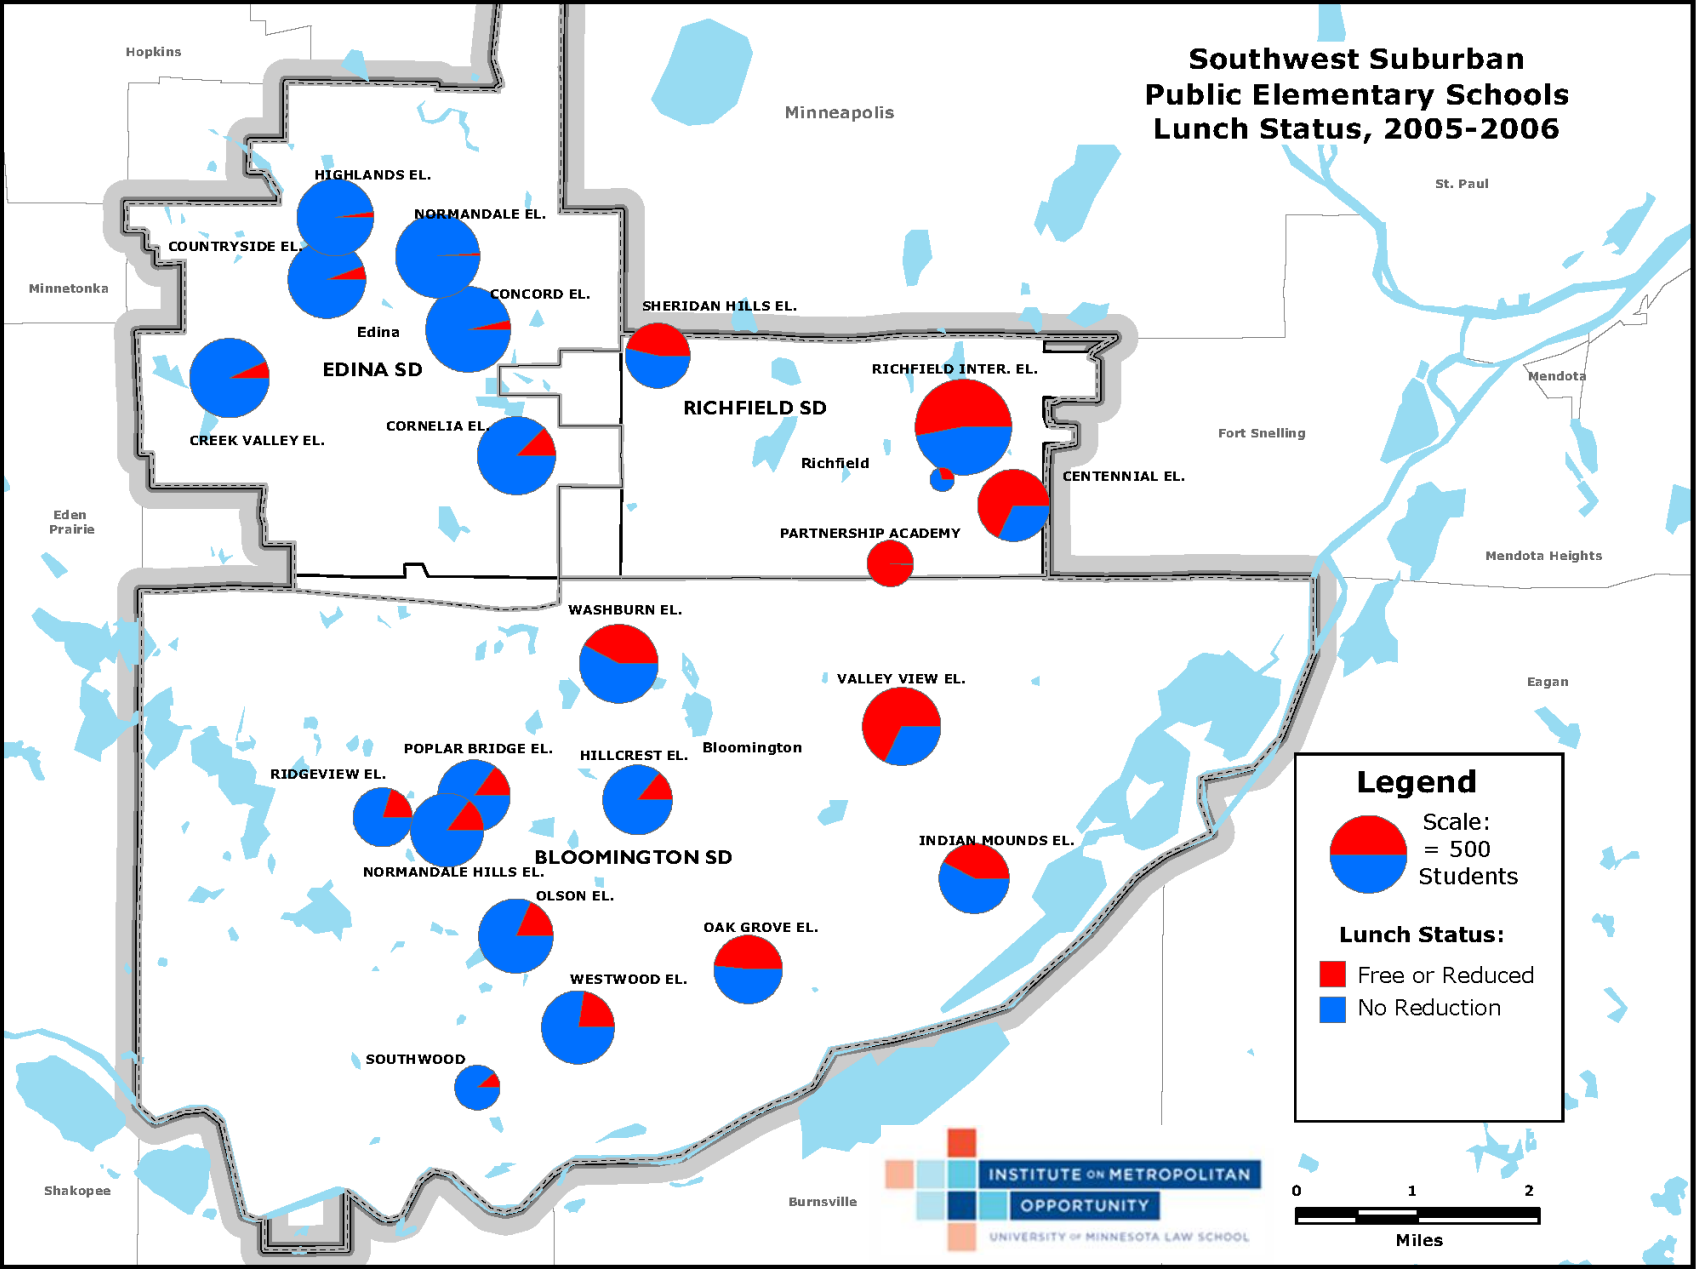 Southwest Suburban
Public Elementary Schools
Lunch Status, 2005-2006
Hopkins
Minneapolis
St. Paul
HIGHLANDS EL.
NORMANDALE EL.
COUNTRYSIDE EL.
Minnetonka
CONCORD EL.
SHERIDAN HILLS EL.
Edina
EDINA SD
RICHFIELD INTER. EL.
Mendota
RICHFIELD SD
CORNELIA EL.
Fort Snelling
CREEK VALLEY EL.
Richfield
CENTENNIAL EL.
Eden
Prairie
PARTNERSHIP ACADEMY
Mendota Heights
WASHBURN EL.
VALLEY VIEW EL.
Eagan
POPLAR BRIDGE EL.
Bloomington
HILLCREST EL.
RIDGEVIEW EL.
INDIAN MOUNDS EL.
BLOOMINGTON SD
NORMANDALE HILLS EL.
OLSON EL.
OAK GROVE EL.
WESTWOOD EL.
SOUTHWOOD
Shakopee
Burnsville
Legend
Scale:
= 500
Students
Lunch Status:
Free or Reduced
No Reduction
INSTITUTE ON METROPOLITAN
OPPORTUNITY
UNIVERSITY OF MINNESOTA LAW SCHOOL
0 1 2
Miles